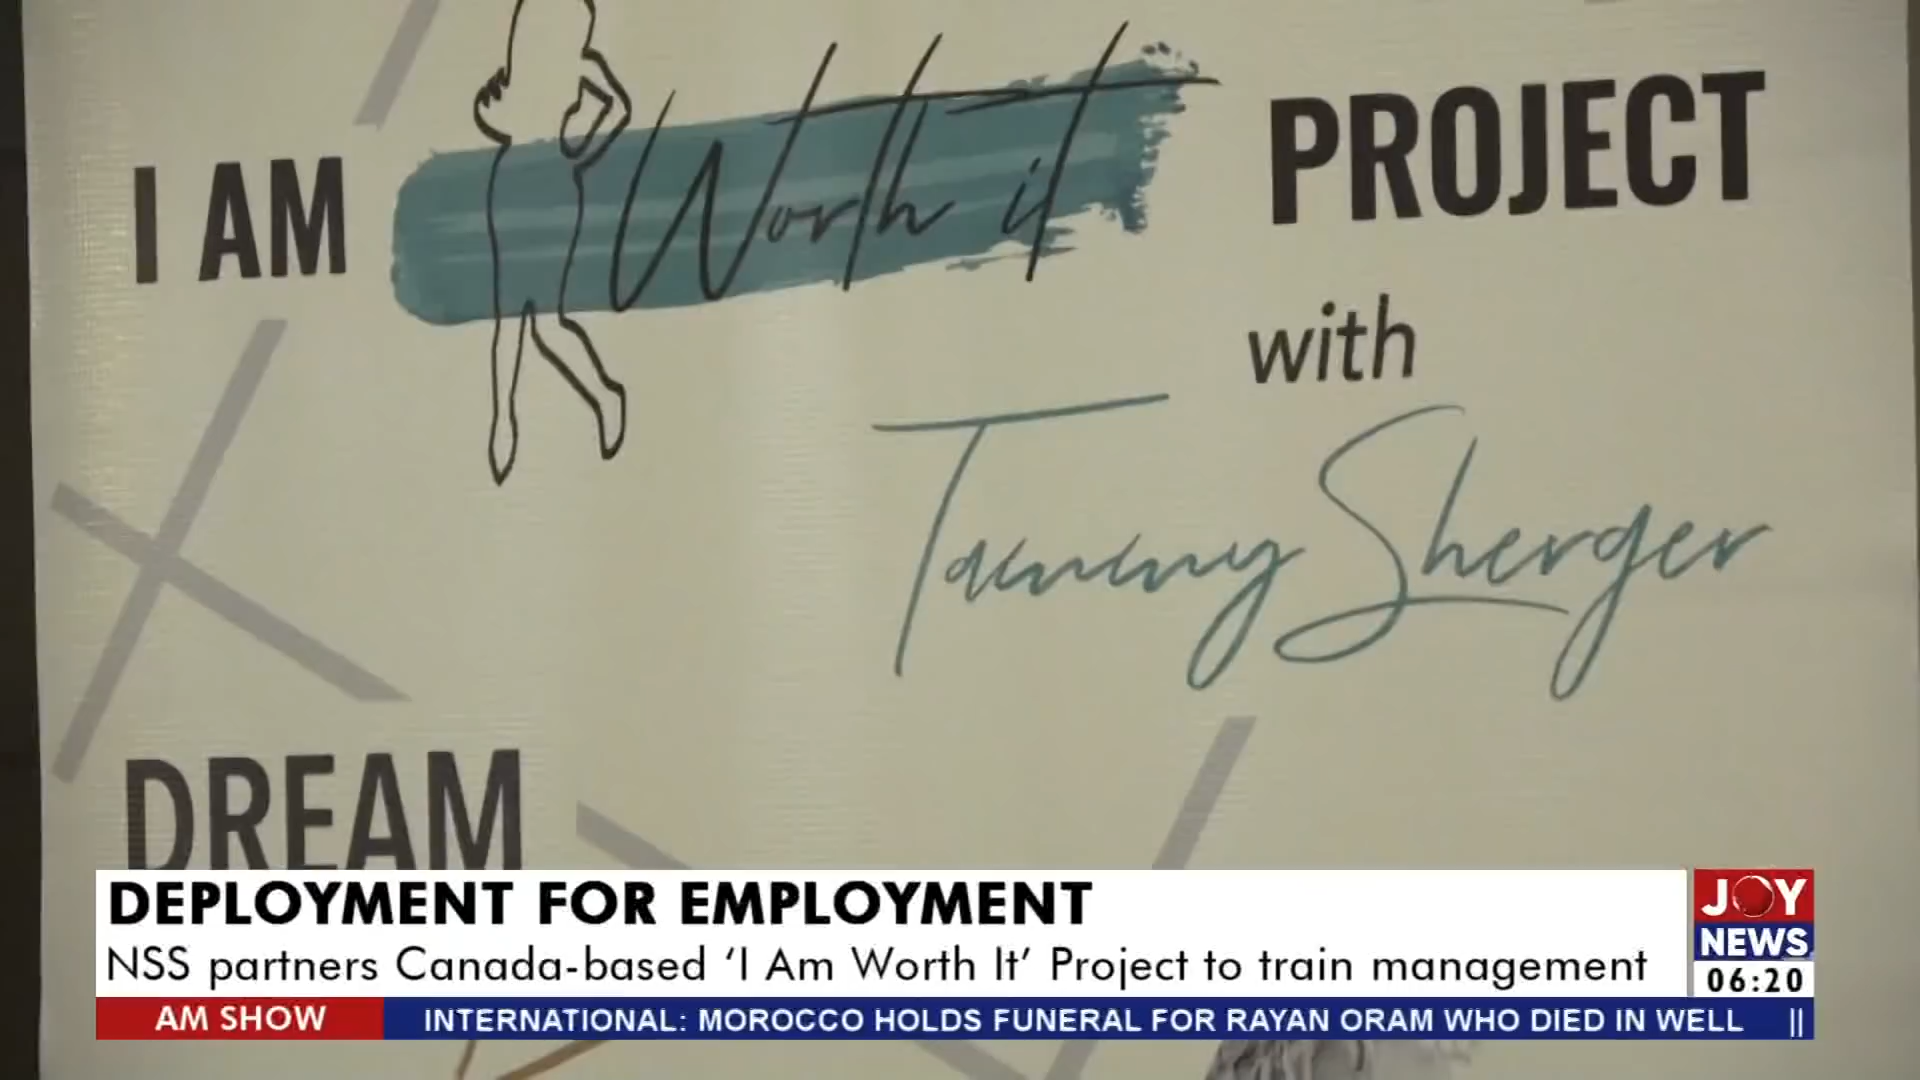 I AM Worth it PROJECT
with
Tammy Sherger
DREAM
DEPLOYMENT FOR EMPLOYMENT
NSS partners Canada-based ‘I Am Worth It’ Project to train management
JOY
NEWS
06:20
AM SHOW
INTERNATIONAL: MOROCCO HOLDS FUNERAL FOR RAYAN ORAM WHO DIED IN WELL ||